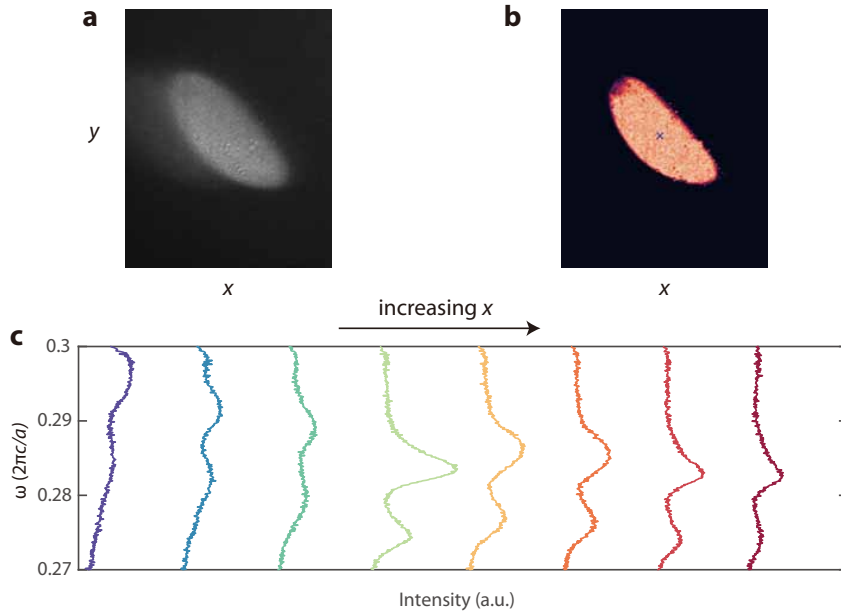 a
b
y
x
x
increasing x
c
0.3
0.29
0.28
0.27
ω (2πc/a)
Intensity (a.u.)